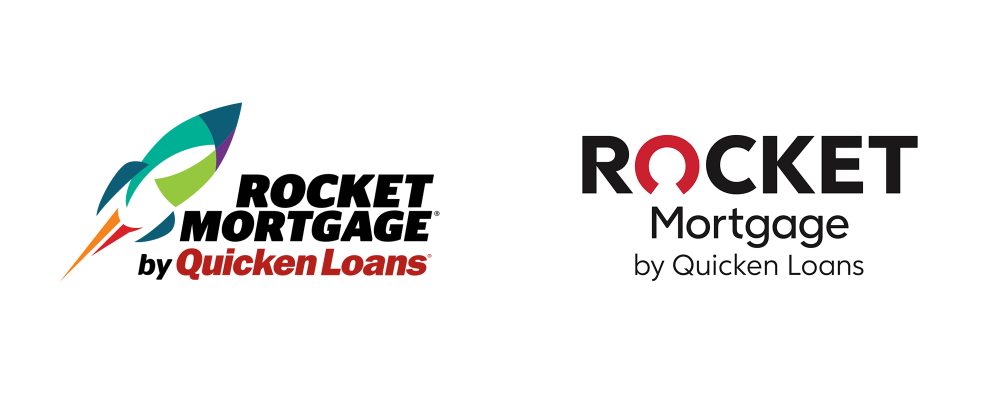 ROCKET
MORTGAGE®
by Quicken Loans®
ROCKET
Mortgage
by Quicken Loans